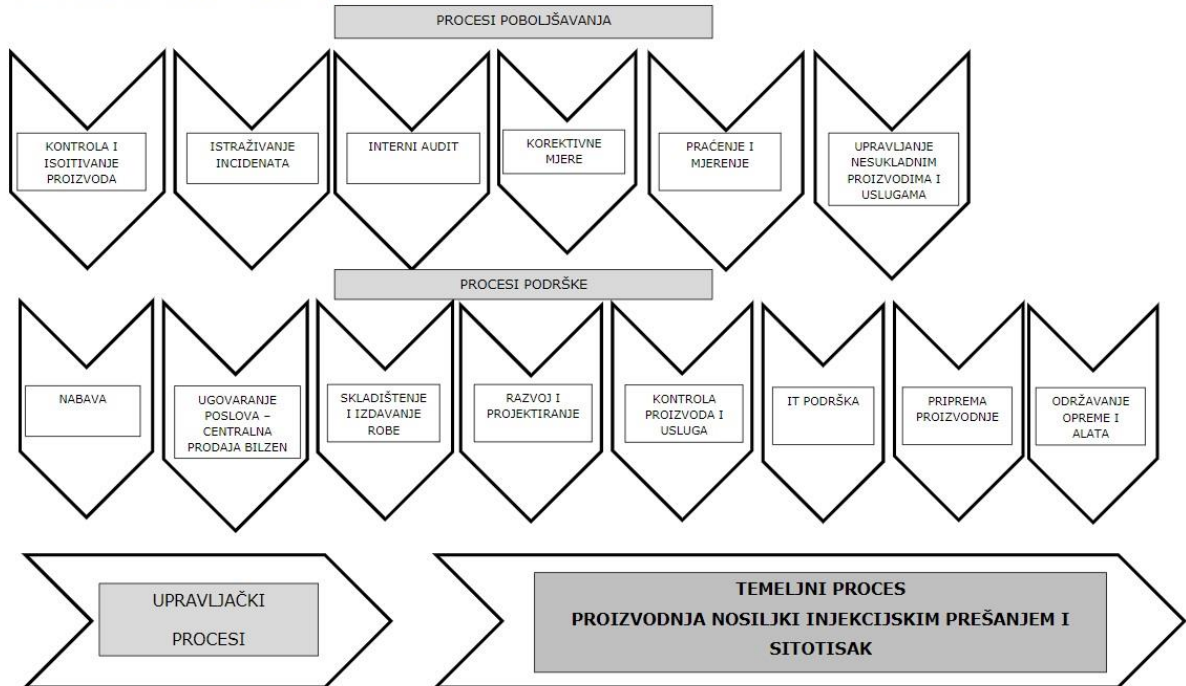 PROCESI POBOLJŠAVANJA
KONTROLA I
ISOITIVANJE
PROIZVODA
ISTRAŽIVANJE
INCIDENATA
INTERNI AUDIT
KOREKTIVNE
MJERE
PRAĆENJE I
MJERENJE
UPRAVLJANJE
NESUKLADNIM
PROIZVODIMA I
USLUGAMA
PROCESI PODRŠKE
NABAVA
UGOVARANJE
POSLOVA –
CENTRALNA
PRODAJA BILZEN
SKLADIŠTENJE
I IZDAVANJE
ROBE
RAZVOJ I
PROJEKTIRANJE
KONTROLA
PROIZVODA I
USLUGA
IT PODRŠKA
PRIPREMA
PROIZVODNJE
ODRŽAVANJE
OPREME I
ALATA
UPRAVLJAČKI
PROCESI
TEMELJNI PROCES
PROIZVODNJA NOSILJKI INJEKCIJSKIM PREŠANJEM I
SITOTISAK